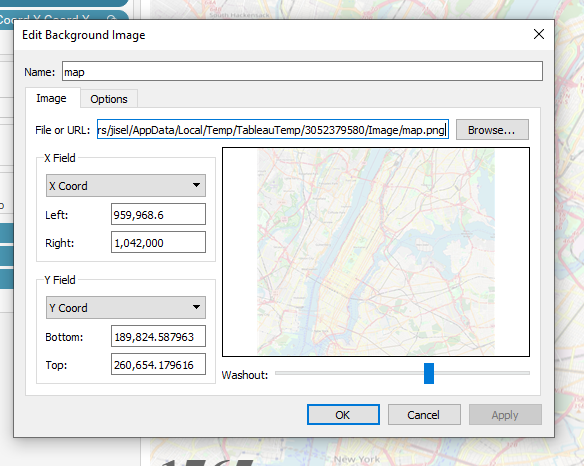 Coord X Coord X
Edit Background Image
Name: map
Image Options
File or URL: rs/jisel/AppData/Local/Temp/TableauTemp/3052379580/Image/map.png Browse...
X Field
X Coord
Left: 959,968.6
Right: 1,042,000
Y Field
Y Coord
Bottom: 189,824.587963
Top: 260,654.179616
Washout:
OK Cancel Apply
New York